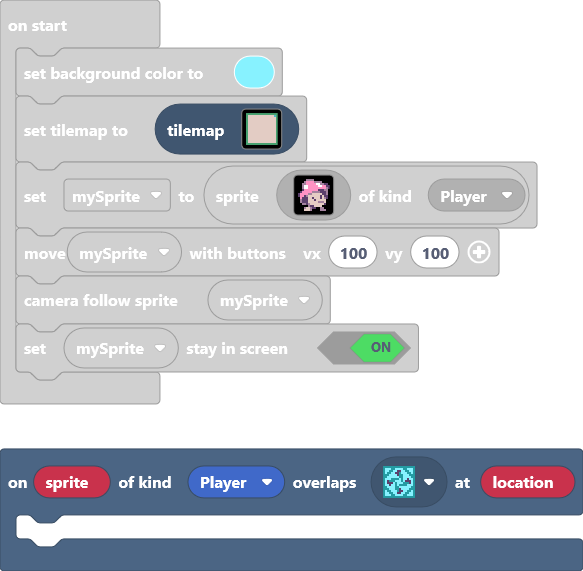 on start
set background color to
set tilemap to tilemap
set mySprite to sprite of kind Player
move mySprite with buttons vx 100 vy 100
camera follow sprite mySprite
set mySprite stay in screen ON
on sprite of kind Player overlaps at location